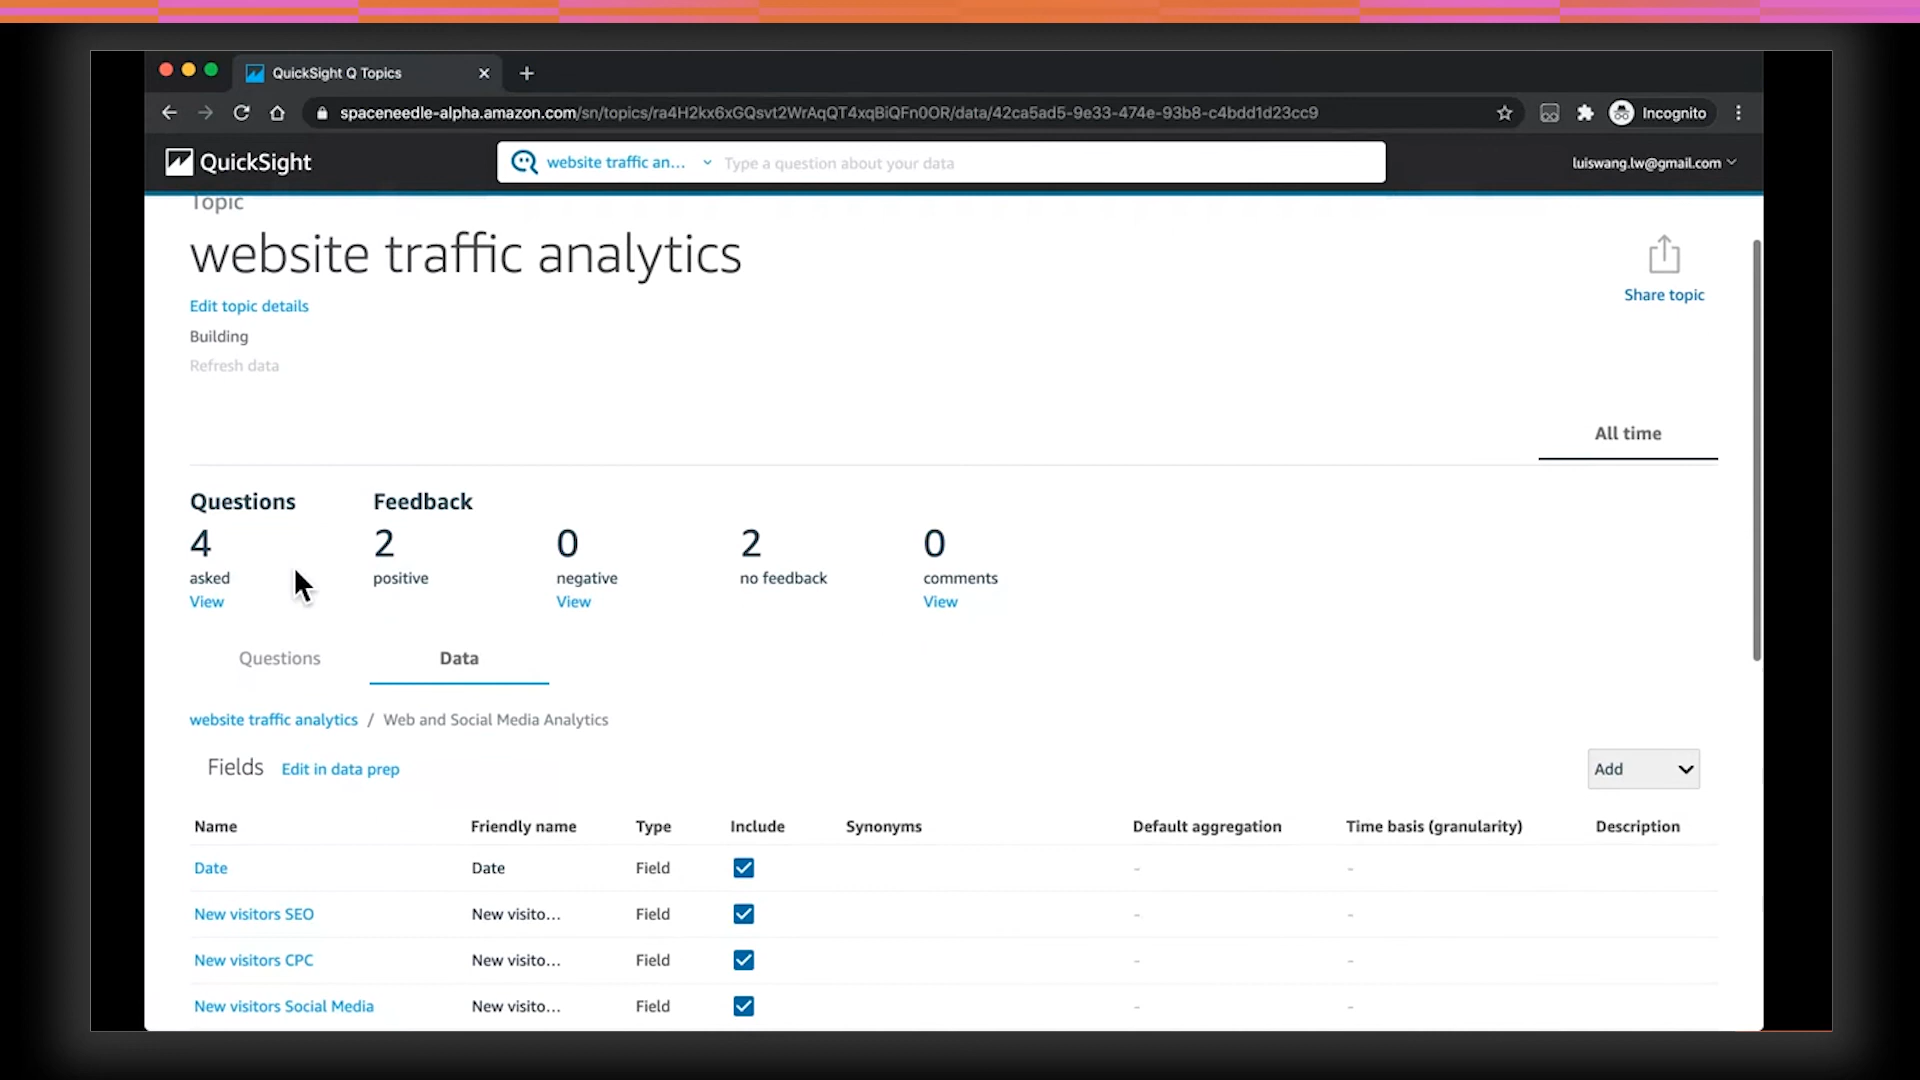 QuickSight Q Topics
spaceneedle-alpha.amazon.com/sn/topics/ra4H2kx6xGQsvt2WrAqQT4xqBiQFn0OR/data/42ca5ad5-9e33-474e-93b8-c4bdd1d23cc9
Incognito
QuickSight
website traffic an...
Type a question about your data
luiswang.lw@gmail.com
Topic
website traffic analytics
Share topic
Edit topic details
Building
Refresh data
All time
Questions Feedback
4 2 0 2 0
asked positive negative no feedback comments
View View View
Questions Data
website traffic analytics / Web and Social Media Analytics
Fields Edit in data prep Add
Name Friendly name Type Include Synonyms Default aggregation Time basis (granularity) Description
Date Date Field - -
New visitors SEO New visito... Field - -
New visitors CPC New visito... Field - -
New visitors Social Media New visito... Field - -